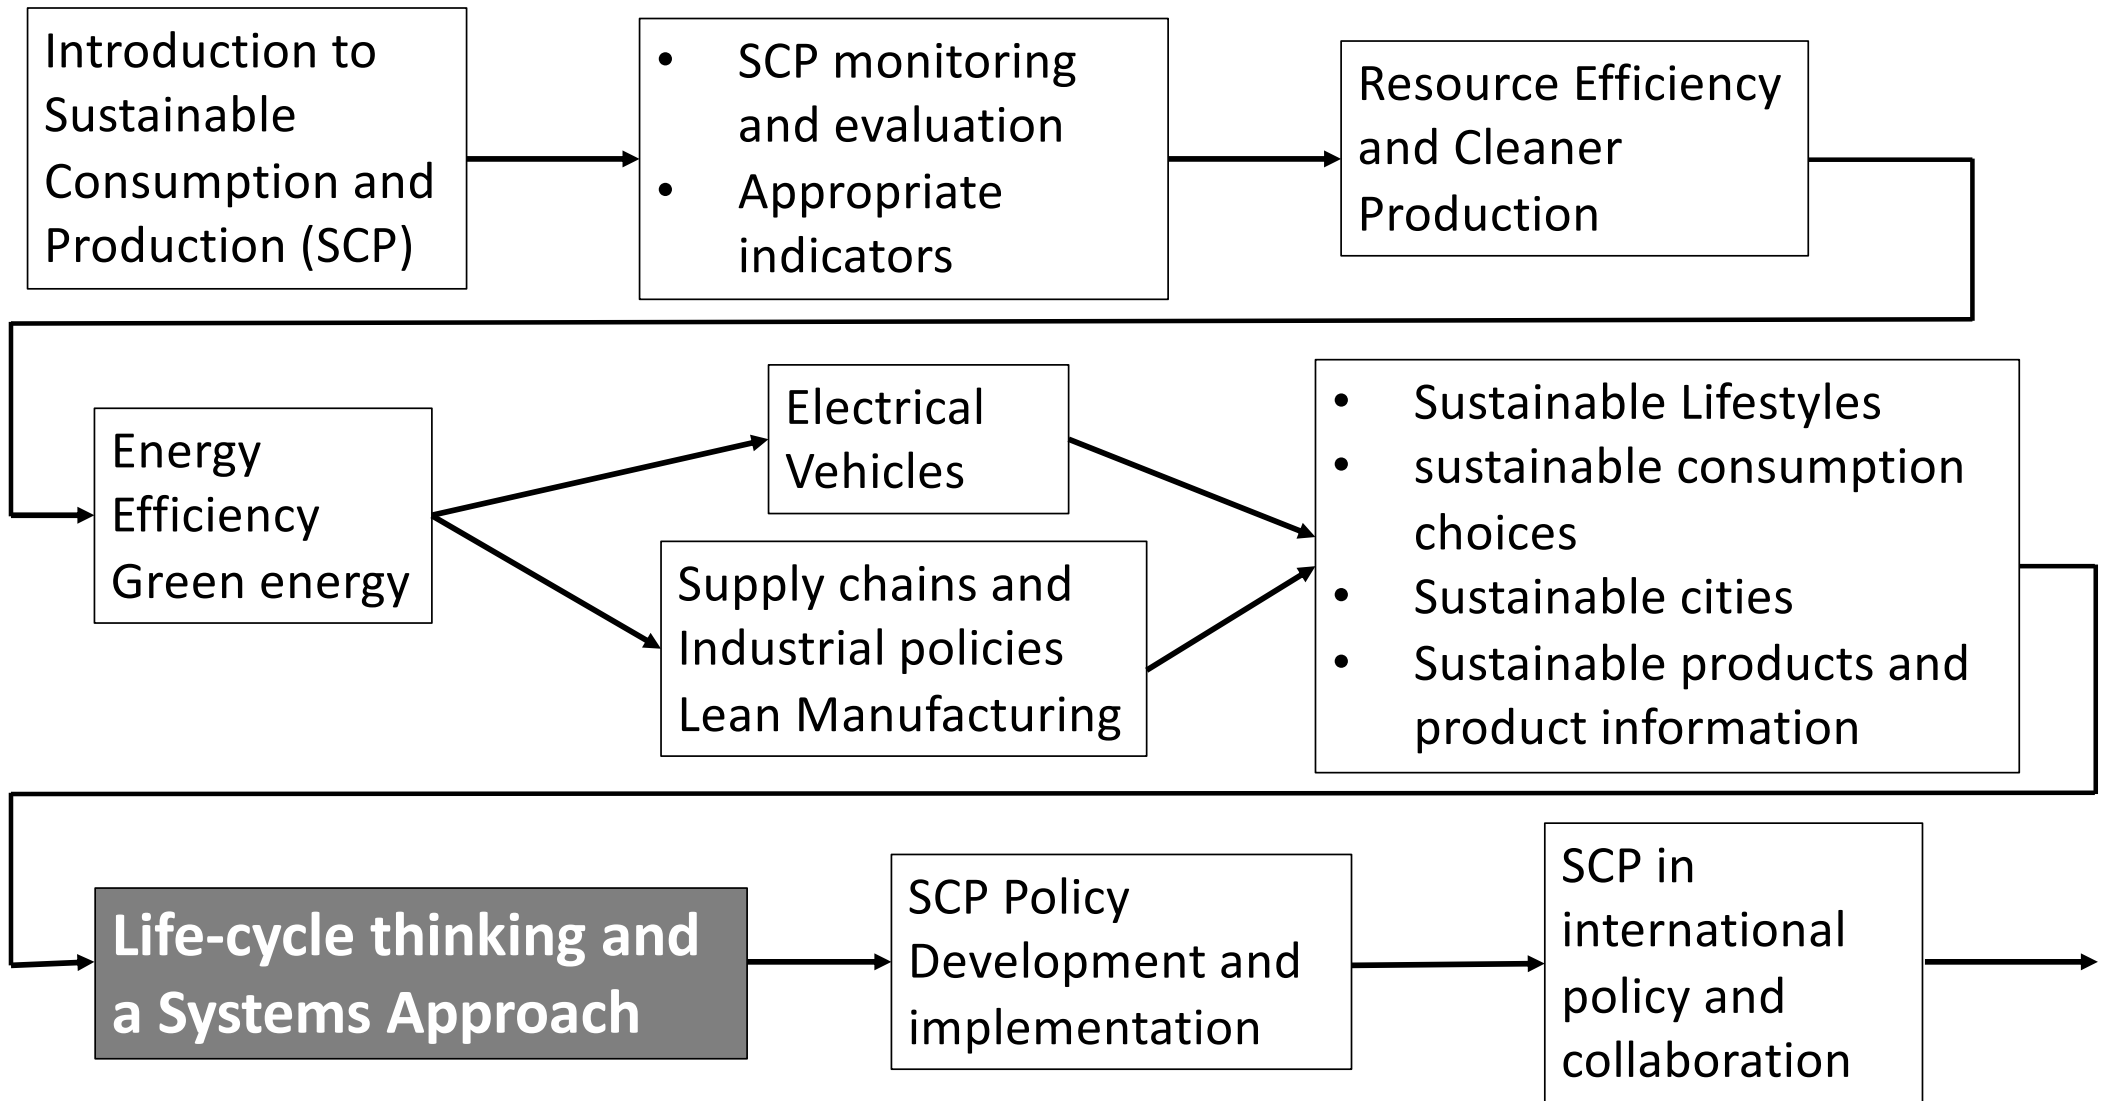 Introduction to
Sustainable
Consumption and
Production (SCP)
• SCP monitoring
and evaluation
• Appropriate
indicators
Resource Efficiency
and Cleaner
Production
Energy
Efficiency
Green energy
Electrical
Vehicles
Supply chains and
Industrial policies
Lean Manufacturing
• Sustainable Lifestyles
• sustainable consumption
choices
• Sustainable cities
• Sustainable products and
product information
Life-cycle thinking and
a Systems Approach
SCP Policy
Development and
implementation
SCP in
international
policy and
collaboration